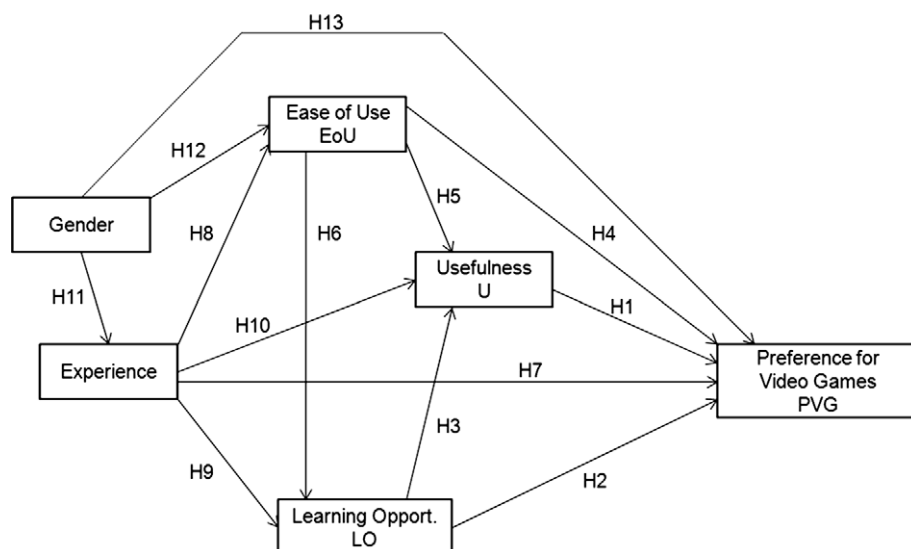 H13
Ease of Use
EoU
H12
H5
Gender
H8
H6
H4
Usefulness
U
H11
H10
H1
Experience
H7
Preference for
Video Games
PVG
H3
H9
H2
Learning Opport.
LO